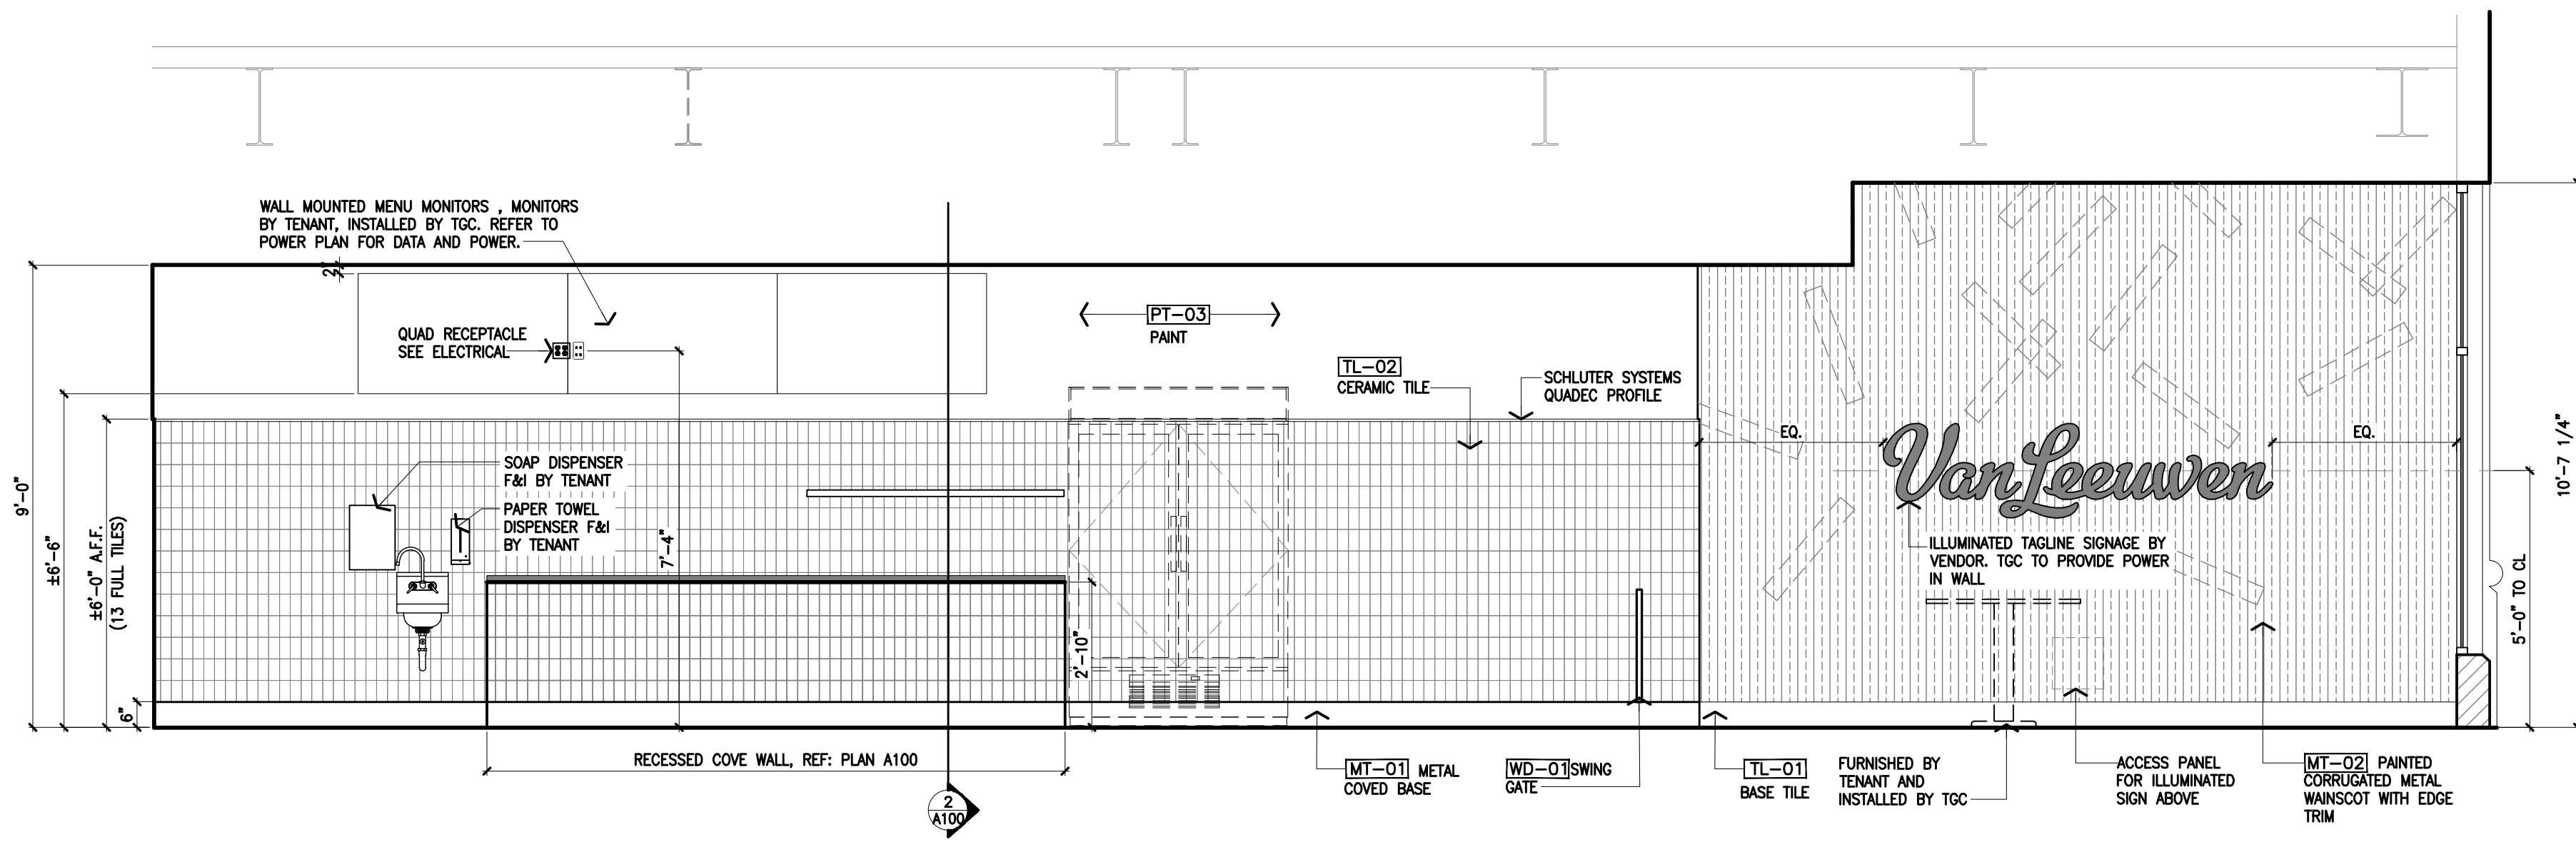 WALL MOUNTED MENU MONITORS , MONITORS
BY TENANT, INSTALLED BY TGC. REFER TO
POWER PLAN FOR DATA AND POWER.
2"
QUAD RECEPTACLE
SEE ELECTRICAL
PT-03
PAINT
TL-02
CERAMIC TILE
SCHLUTER SYSTEMS
QUADEC PROFILE
EQ.
EQ.
VanLeeuwen
SOAP DISPENSER
F&I BY TENANT
PAPER TOWEL
DISPENSER F&I
BY TENANT
ILLUMINATED TAGLINE SIGNAGE BY
VENDOR. TGC TO PROVIDE POWER
IN WALL
9'-0"
±6'-6"
±6'-0" A.F.F.
(13 FULL TILES)
6"
7'-4"
2'-10"
5'-0" TO CL
10'-7 1/4"
RECESSED COVE WALL, REF: PLAN A100
2
A100
MT-01 METAL
COVED BASE
WD-01 SWING
GATE
TL-01
BASE TILE
FURNISHED BY
TENANT AND
INSTALLED BY TGC
ACCESS PANEL
FOR ILLUMINATED
SIGN ABOVE
MT-02 PAINTED
CORRUGATED METAL
WAINSCOT WITH EDGE
TRIM